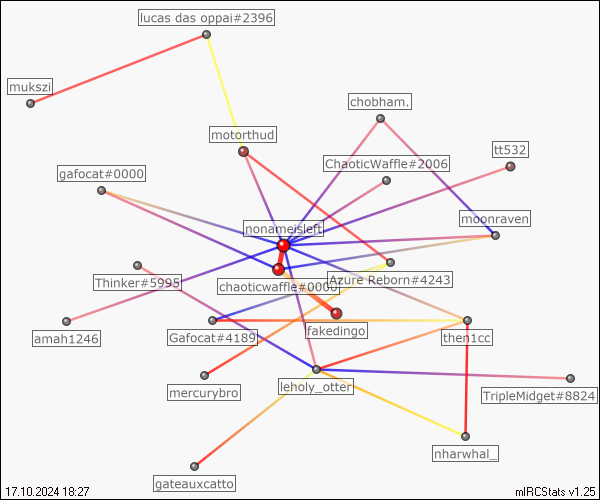 lucas das oppai#2396
mukszi
chobham.
motorthud
tt532
ChaoticWaffle#2006
gafocat#0000
moonraven
nonameisleft
Thinker#5995
chaoticwaffle#0000
Azure Reborn#4243
fakedingo
amah1246
Gafocat#4189
then1cc
leholy_otter
mercurybro
TripleMidget#8824
nharwhal_
gateauxcatto
17.10.2024 18:27
mIRCStats v1.25